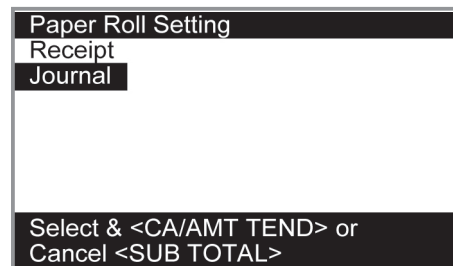 Paper Roll Setting
Receipt
Journal
Select & <CA/AMT TEND> or
Cancel <SUB TOTAL>